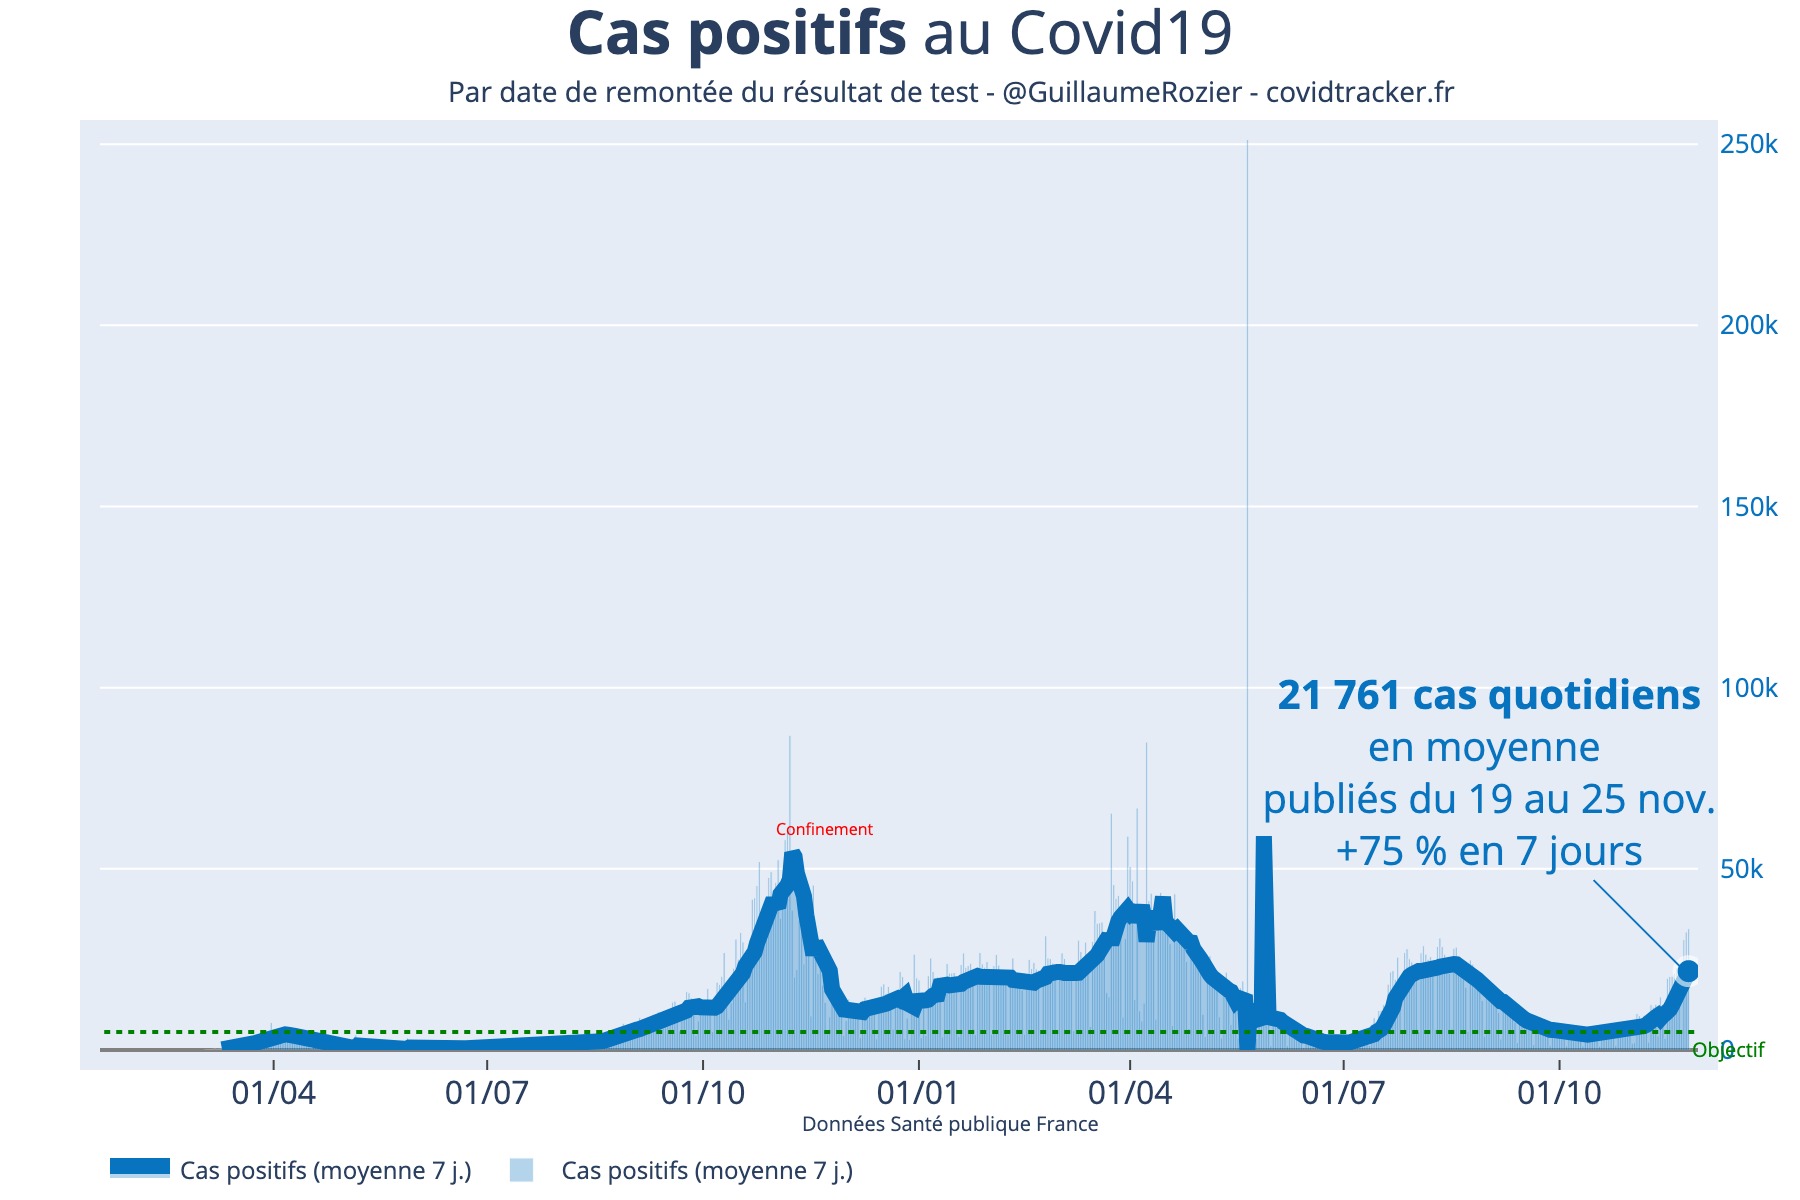 Cas positifs au Covid19
Par date de remontée du résultat de test - @GuillaumeRozier - covidtracker.fr
250k
200k
150k
100k
50k
0
21 761 cas quotidiens
en moyenne
publiés du 19 au 25 nov.
+75 % en 7 jours
Confinement
Objectif
01/04
01/07
01/10
01/01
01/04
01/07
01/10
Données Santé publique France
Cas positifs (moyenne 7 j.)
Cas positifs (moyenne 7 j.)